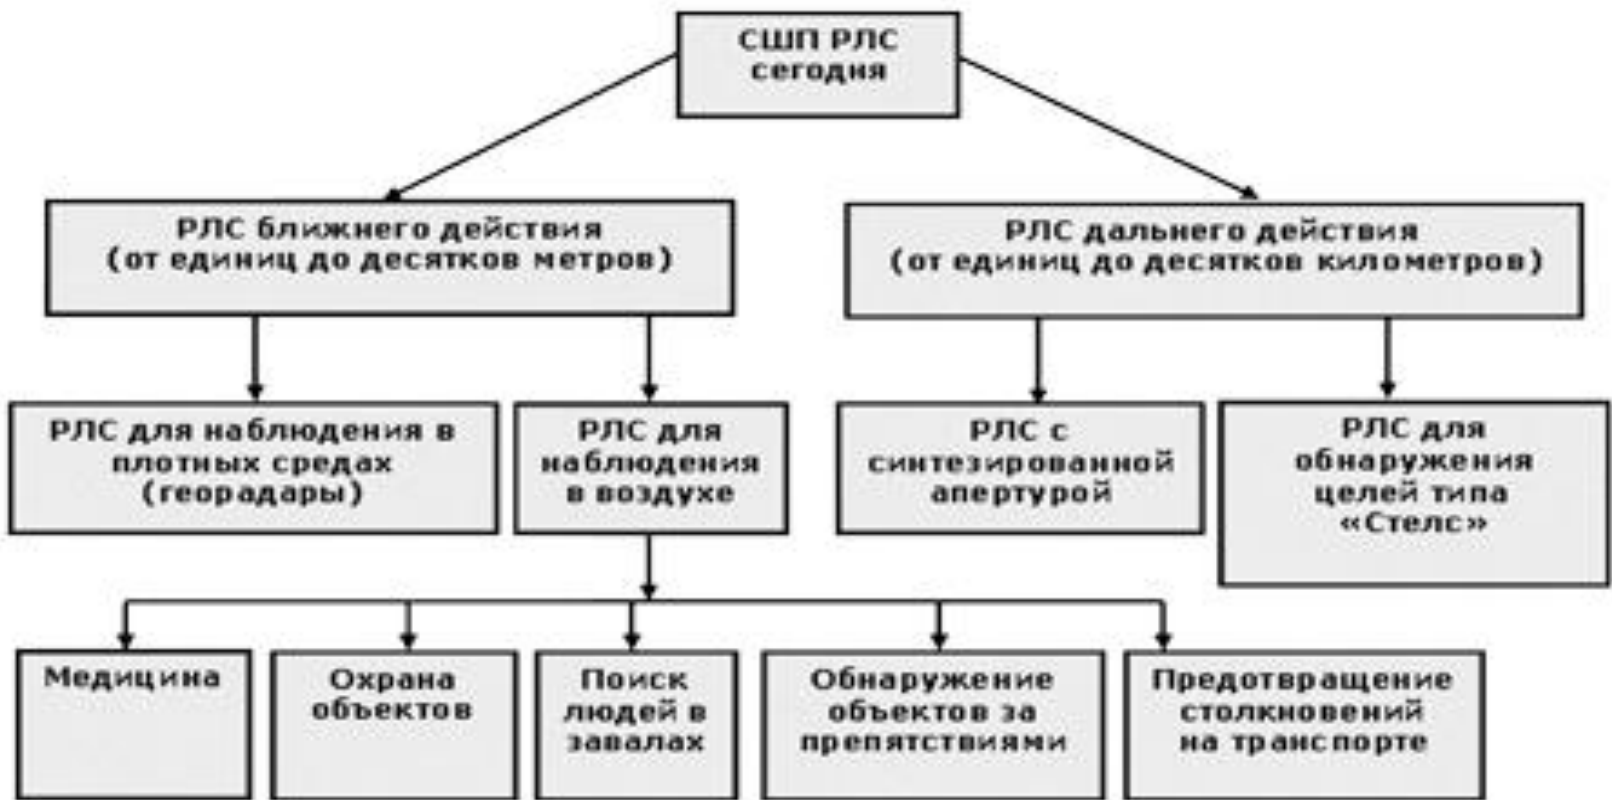 СШП РЛС
сегодня
РЛС ближнего действия
(от единиц до десятков метров)
РЛС дальнего действия
(от единиц до десятков километров)
РЛС для наблюдения в
плотных средах
(георадары)
РЛС для
наблюдения
в воздухе
РЛС с
синтезированной
апертурой
РЛС для
обнаружения
целей типа
«Стелс»
Медицина
Охрана
объектов
Поиск
людей в
завалах
Обнаружение
объектов за
препятствиями
Предотвращение
столкновений
на транспорте